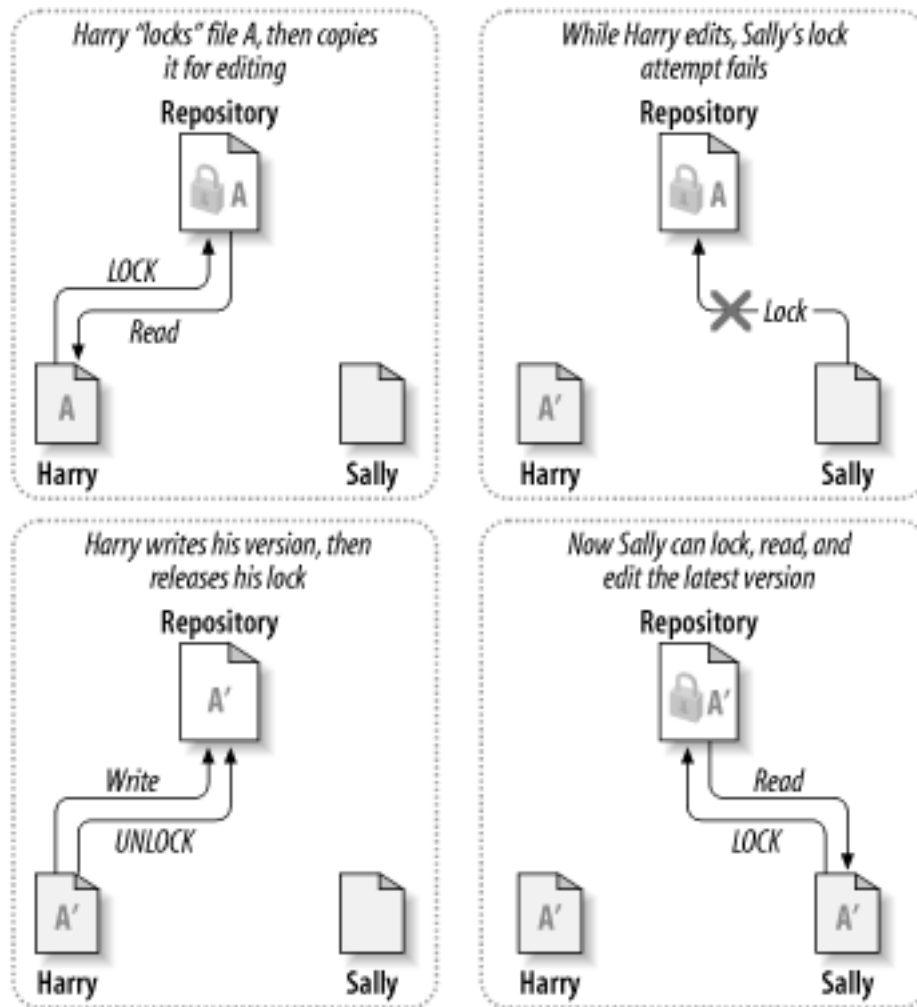 Harry “locks” file A, then copies
it for editing
Repository
A
LOCK
Read
A
Harry
Sally
While Harry edits, Sally’s lock
attempt fails
Repository
A
Lock
A′
Harry
Sally
Harry writes his version, then
releases his lock
Repository
A′
Write
UNLOCK
A′
Harry
Sally
Now Sally can lock, read, and
edit the latest version
Repository
A′
Read
LOCK
A′
A′
Harry
Sally